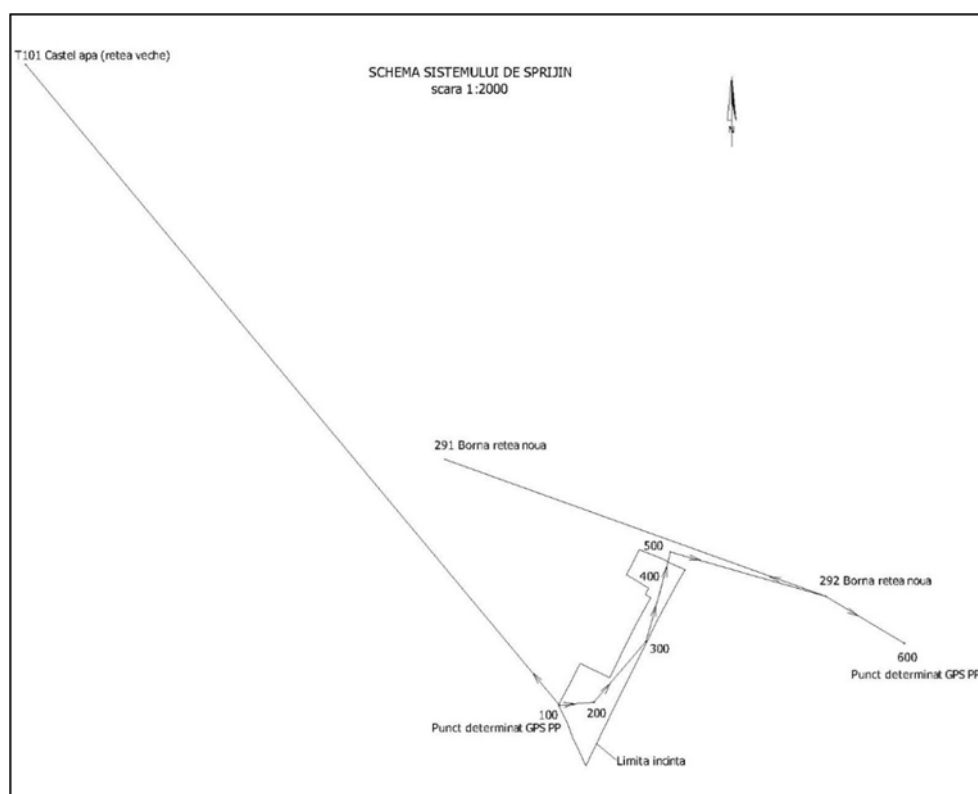 T101 Castel apa (retea veche)
SCHEMA SISTEMULUI DE SPRIJIN
scara 1:2000
N
291 Borna retea noua
500
400
292 Borna retea noua
300
600
Punct determinat GPS PP
100
200
Punct determinat GPS PP
Limita incinta